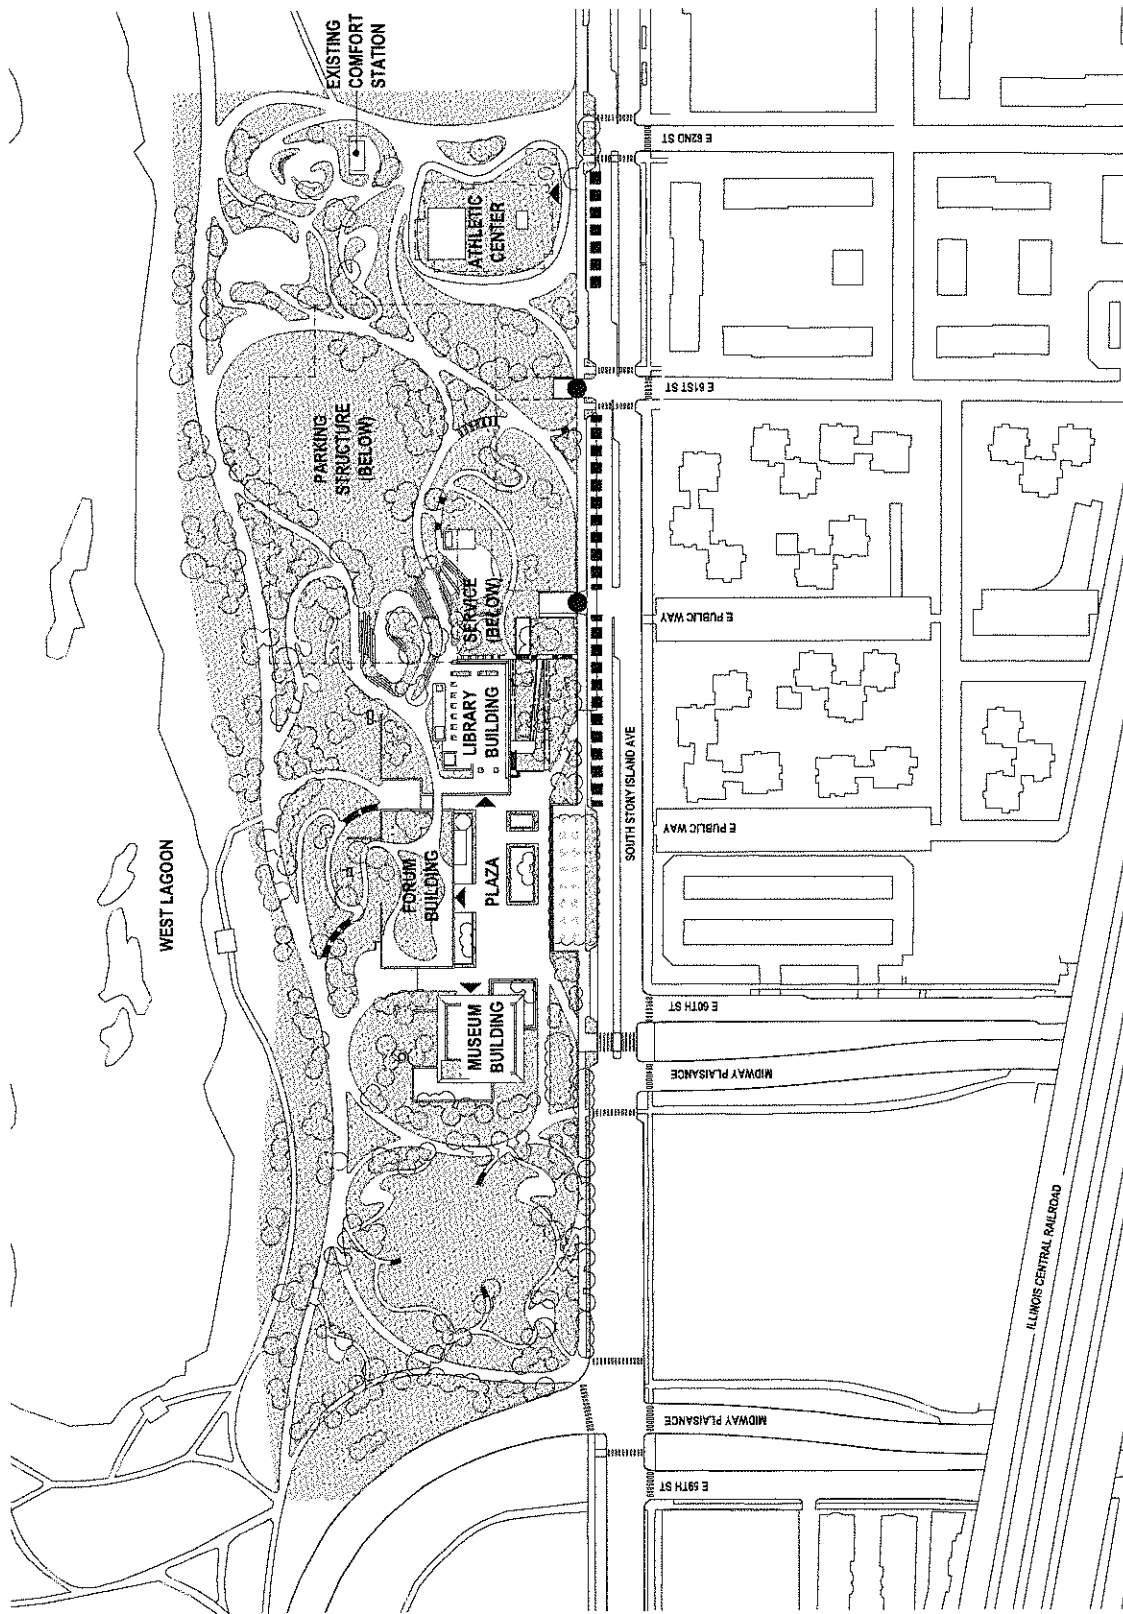 EXISTING
COMFORT
STATION
ATHLETIC
CENTER
E 62ND ST
E 61ST ST
PARKING
STRUCTURE
(BELOW)
SERVICE
(BELOW)
E PUBLIC WAY
LIBRARY
BUILDING
SOUTH STONY ISLAND AVE
E PUBLIC WAY
WEST LAGOON
FORUM
BUILDING
PLAZA
MUSEUM
BUILDING
E 60TH ST
MIDWAY PLAISANCE
ILLINOIS CENTRAL RAILROAD
MIDWAY PLAISANCE
E 59TH ST